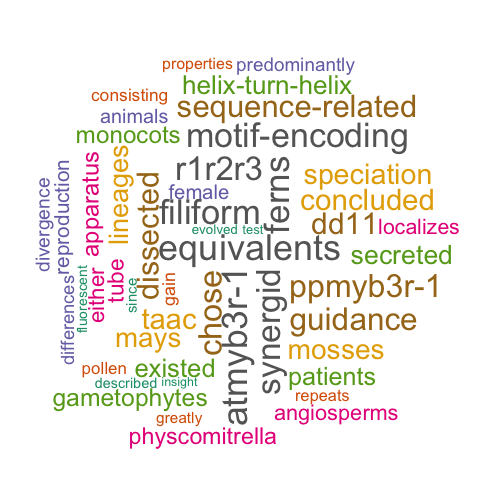 properties
predominantly
helix-turn-helix
consisting
sequence-related
animals
monocots
motif-encoding
r1r2r3
speciation
female
concluded
filiform
ferns
dd11
localizes
evolved
test
equivalents
secreted
divergence
reproduction
apparatus
lineages
dissected
differences
fluorescent
either
tube
since
gain
chose
atmyb3r-1
synergid
ppmyb3r-1
taac
guidance
mays
mosses
pollen
existed
patients
described
insight
gametophytes
repeats
greatly
angiosperms
physcomitrella